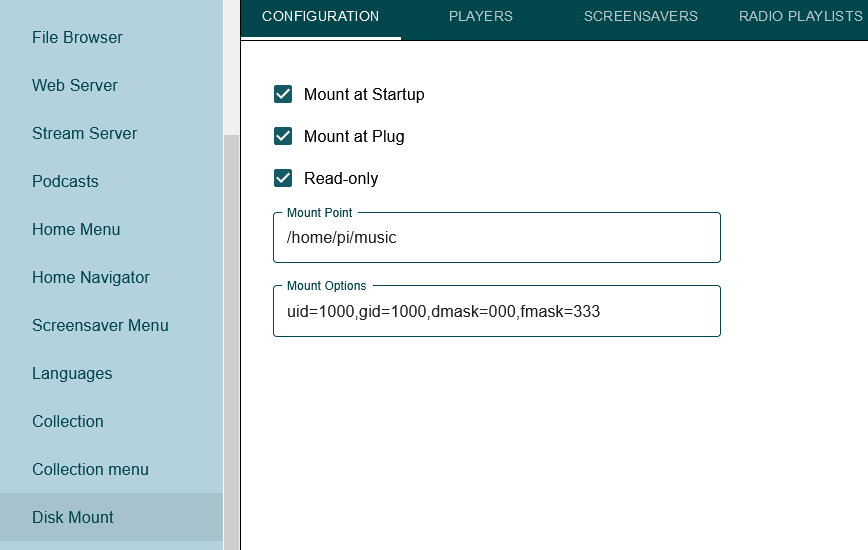 CONFIGURATION PLAYERS SCREENSAVERS RADIO PLAYLISTS
File Browser
Web Server
Stream Server
Podcasts
Home Menu
Home Navigator
Screensaver Menu
Languages
Collection
Collection menu
Disk Mount
Mount at Startup
Mount at Plug
Read-only
Mount Point
/home/pi/music
Mount Options
uid=1000,gid=1000,dmask=000,fmask=333